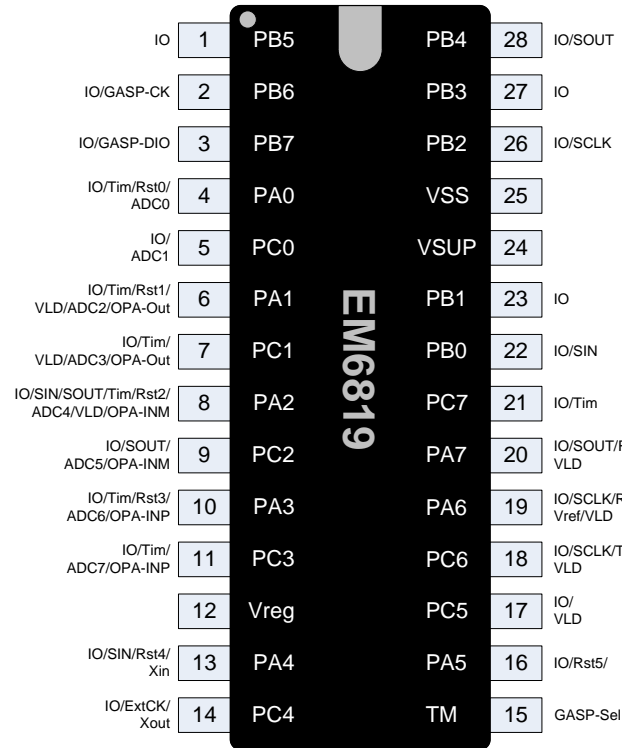 IO 1 PB5 PB4 28 IO/SOUT
IO/GASP-CK 2 PB6 PB3 27 IO
IO/GASP-DIO 3 PB7 PB2 26 IO/SCLK
IO/Tim/Rst0/
ADC0 4 PA0 VSS 25
IO/
ADC1 5 PC0 VSUP 24
IO/Tim/Rst1/
VLD/ADC2/OPA-Out 6 PA1 PB1 23 IO
IO/Tim/
VLD/ADC3/OPA-Out 7 PC1 PB0 22 IO/SIN
EM6819
IO/SIN/SOUT/Tim/Rst2/
ADC4/VLD/OPA-INM 8 PA2 PC7 21 IO/Tim
IO/SOUT/
ADC5/OPA-INM 9 PC2 PA7 20 IO/SOUT/
VLD
IO/Tim/Rst3/
ADC6/OPA-INP 10 PA3 PA6 19 IO/SCLK/
Vref/VLD
IO/Tim/
ADC7/OPA-INP 11 PC3 PC6 18 IO/SCLK/
VLD
12 Vreg PC5 17 IO/
VLD
IO/SIN/Rst4/
Xin 13 PA4 PA5 16 IO/Rst5/
IO/ExtCK/
Xout 14 PC4 TM 15 GASP-Sel